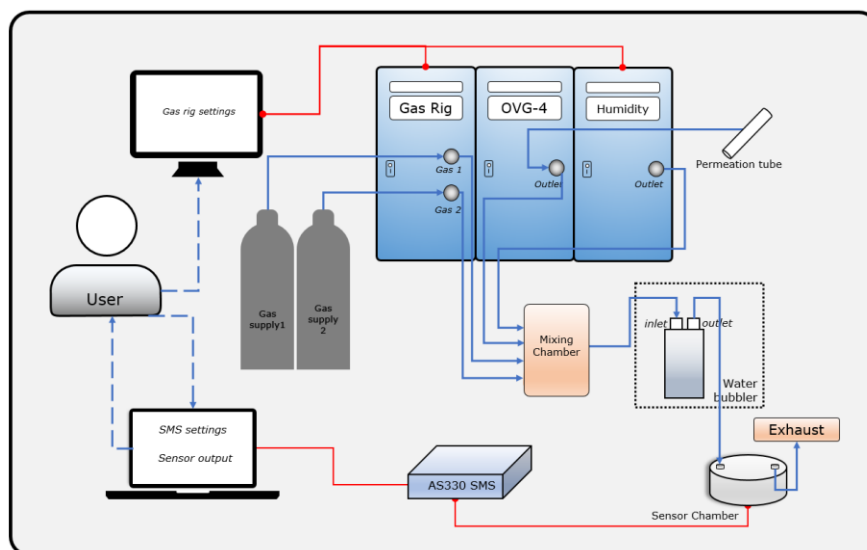 Gas rig settings
Gas Rig
OVG-4
Humidity
Gas 1
Gas 2
Outlet
Outlet
Permeation tube
User
Gas
supply1
Gas
supply
2
Mixing
Chamber
inlet
outlet
Water
bubbler
SMS settings
Sensor output
AS330 SMS
Exhaust
Sensor Chamber